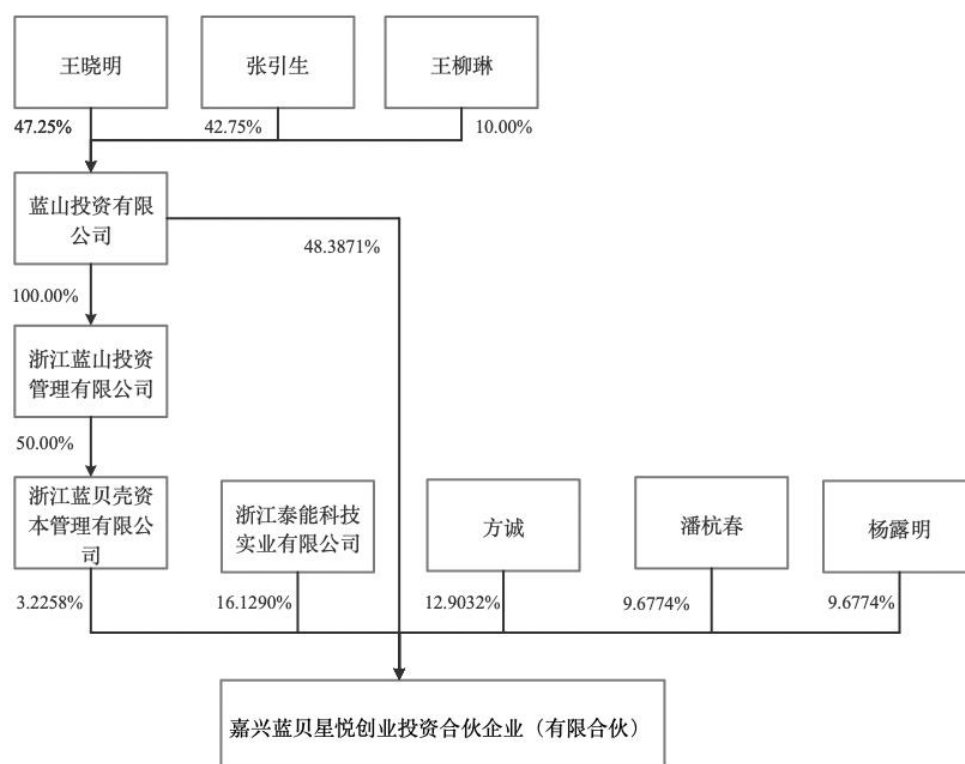 王晓明
张引生
王柳琳
47.25%
42.75%
10.00%
蓝山投资有限
公司
48.3871%
100.00%
浙江蓝山投资
管理有限公司
50.00%
浙江蓝贝壳资
本管理有限公
司
浙江泰能科技
实业有限公司
方诚
潘杭春
杨露明
3.2258%
16.1290%
12.9032%
9.6774%
9.6774%
嘉兴蓝贝星悦创业投资合伙企业（有限合伙）